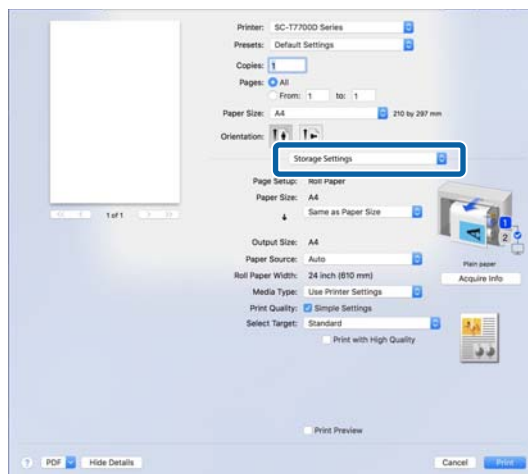 Printer: SC-T7700D Series
Presets: Default Settings
Copies: 1
Pages: All
From: 1 to: 1
Paper Size: A4 210 by 297 mm
Orientation:
Storage Settings
Page Setup: Roll Paper
Paper Size: A4
Same as Paper Size
Output Size: A4
Paper Source: Auto
Roll Paper Width: 24 inch (610 mm)
Media Type: Use Printer Settings
Print Quality: Simple Settings
Select Target: Standard
Print with High Quality
1 of 1
A
1
2
Plain paper
Acquire Info
Print Preview
? PDF Hide Details Cancel Print